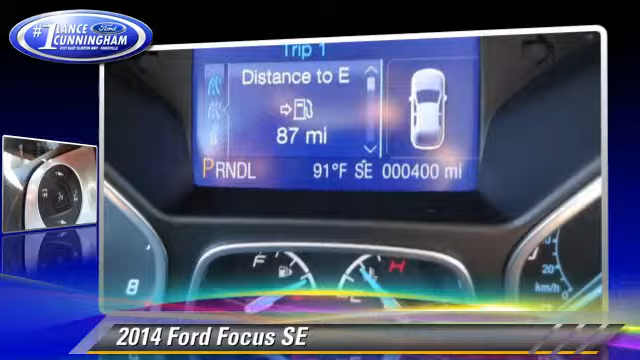 #1 LANCE CUNNINGHAM
Ford
Trip 1
Distance to E
87 mi
PRNDL 91°F SE 000400 mi
F
H
C
8
20
km/h
0
2014 Ford Focus SE